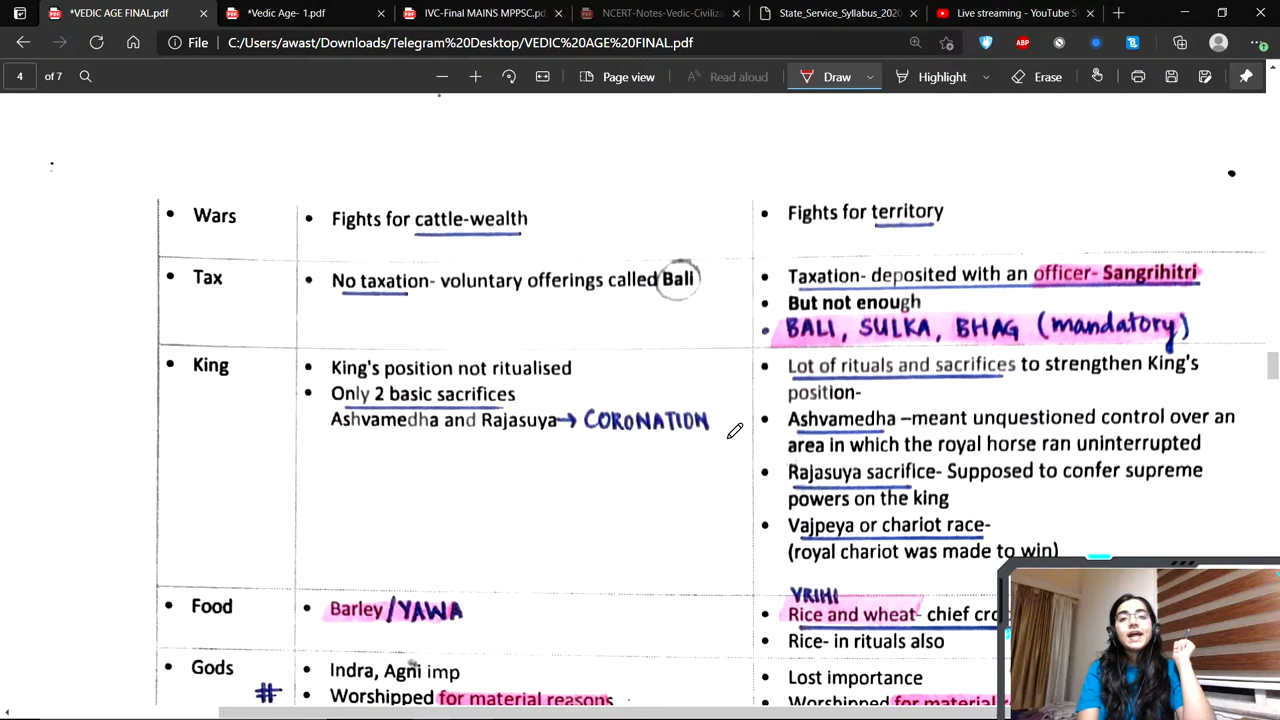 *VEDIC AGE FINAL.pdf
*Vedic Age- 1.pdf
IVC-Final MAINS MPPSC.pd
NCERT-Notes-Vedic-Civiliza
State_Service_syllabus_2020
Live streaming - YouTube S
File
C:/Users/awast/Downloads/Telegram%20Desktop/VEDIC%20AGE%20FINAL.pdf
4 of 7
Page view
Read aloud
Draw
Highlight
Erase
• Wars
• Fights for cattle-wealth
• Fights for territory
• Tax
• No taxation- voluntary offerings called Bali
• Taxation- deposited with an officer- Sangrihitri
• But not enough
• BALI, SULKA, BHAG (mandatory)
• King
• King's position not ritualised
• Only 2 basic sacrifices
Ashvamedha and Rajasuya→ CORONATION
• Lot of rituals and sacrifices to strengthen King's
position-
• Ashvamedha –meant unquestioned control over an
area in which the royal horse ran uninterrupted
• Rajasuya sacrifice- Supposed to confer supreme
powers on the king
• Vajpeya or chariot race-
(royal chariot was made to win)
• Food
• Barley/YAWA
VRIHI
• Rice and wheat- chief cro
• Rice- in rituals also
• Gods
#
• Indra, Agni imp
• Worshipped for material reasons
• Lost importance
• Worshipped for material